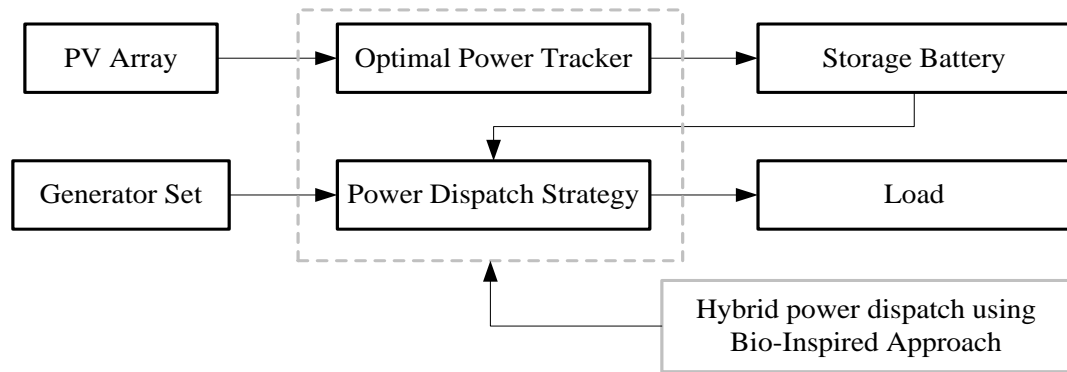 PV Array
Optimal Power Tracker
Storage Battery
Generator Set
Power Dispatch Strategy
Load
Hybrid power dispatch using
Bio-Inspired Approach